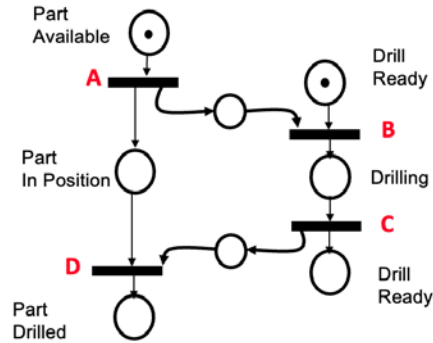 Part
Available
A
Drill
Ready
B
Part
In Position
Drilling
C
D
Drill
Ready
Part
Drilled